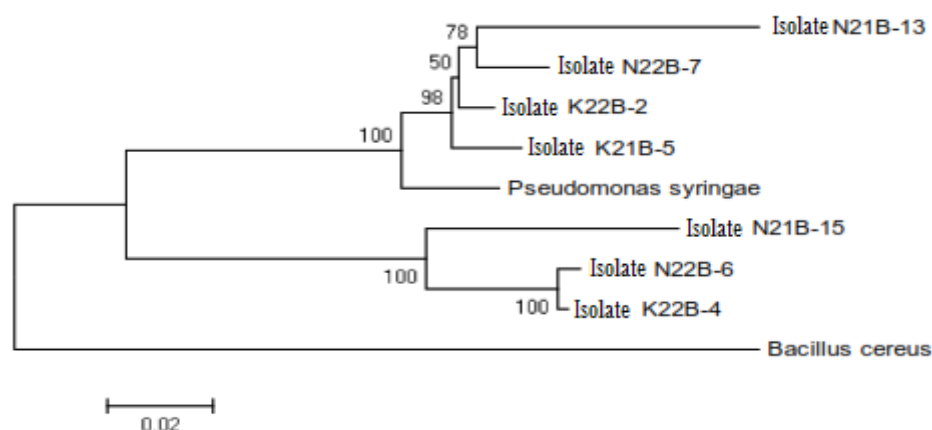 78 Isolate N21B-13
Isolate N22B-7
50
Isolate K22B-2
98
100 Isolate K21B-5
Pseudomonas syringae
Isolate N21B-15
100 Isolate N22B-6
100 Isolate K22B-4
Bacillus cereus
0.02